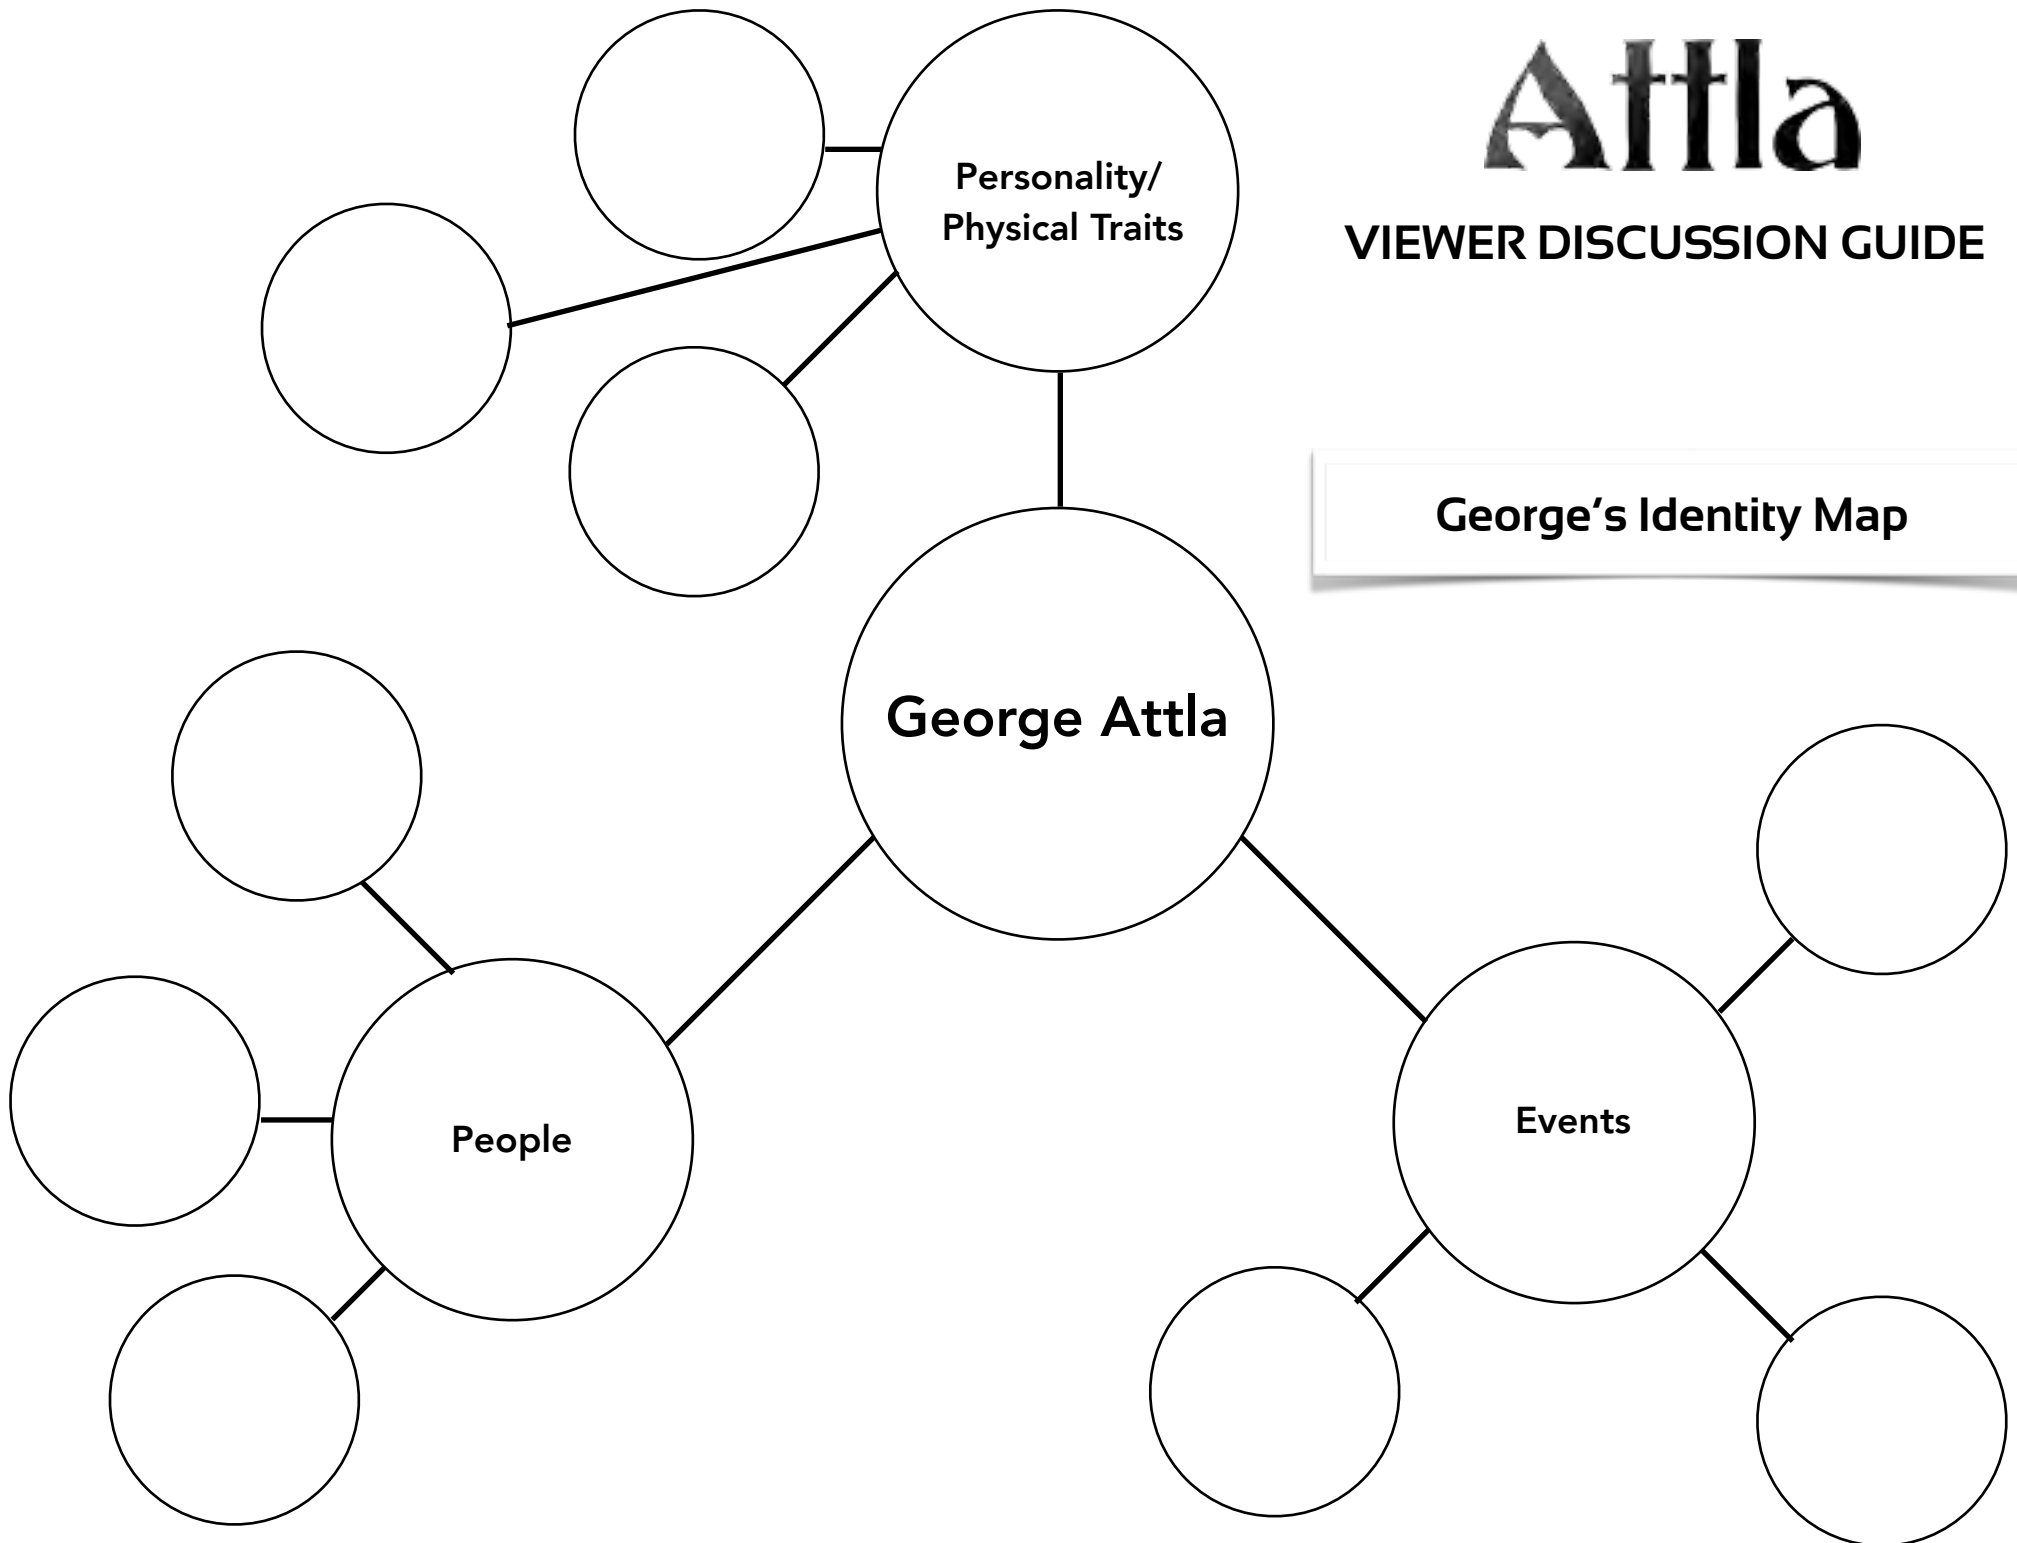 Attla
VIEWER DISCUSSION GUIDE
George’s Identity Map
Personality/
Physical Traits
George Attla
People
Events